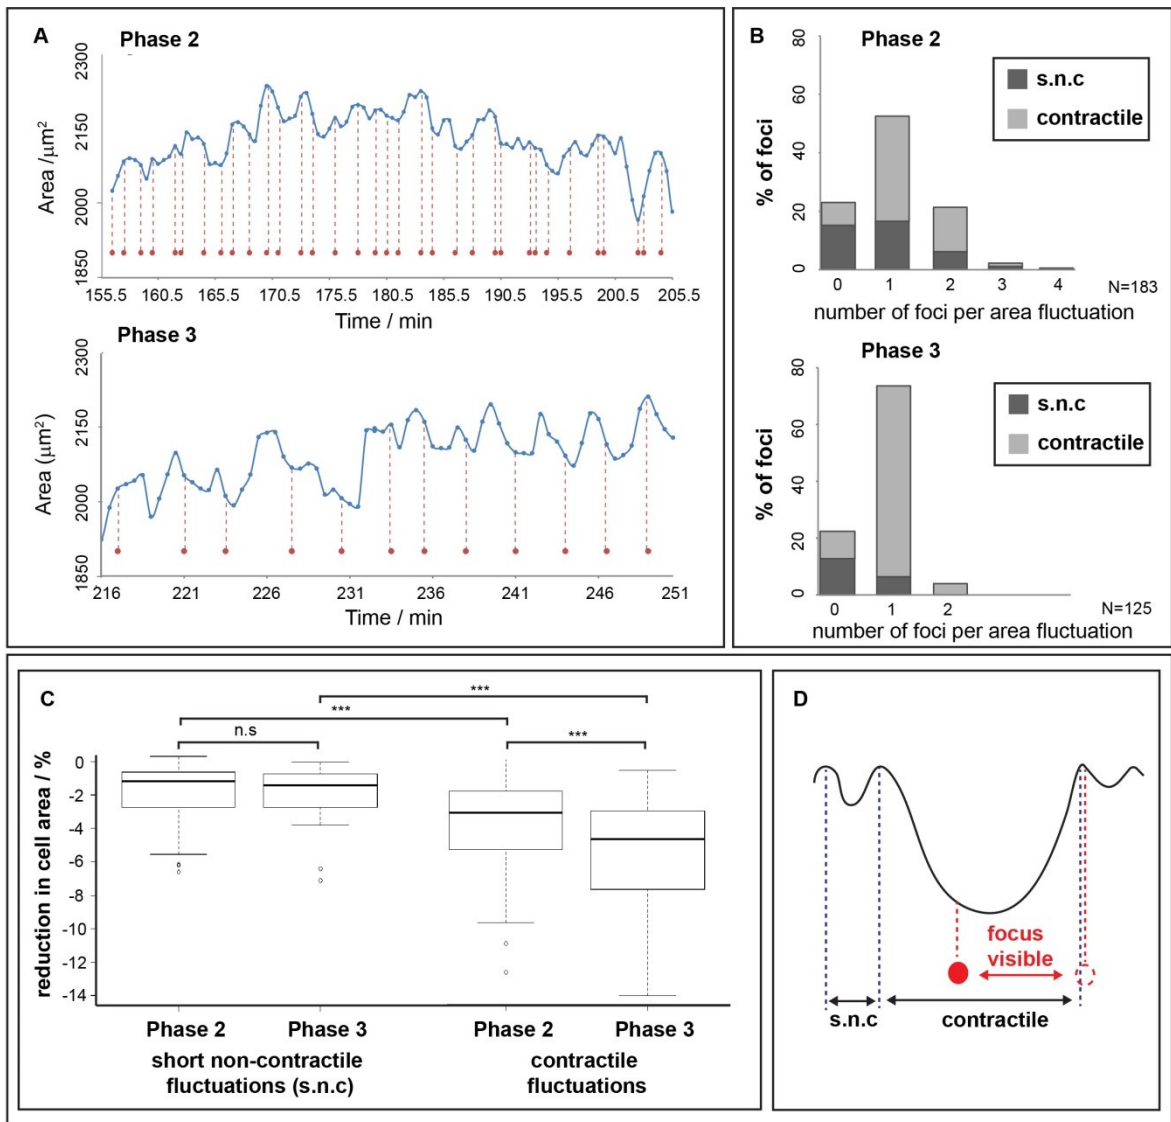 A
Phase 2
Area /μm²
2300
2150
2000
1850
155.5 160.5 165.5 170.5 175.5 180.5 185.5 190.5 195.5 200.5 205.5
Time / min
Phase 3
Area (μm²)
2300
2150
2000
1850
216 221 226 231 236 241 246 251
Time / min
B
Phase 2
% of foci
80
60
40
20
0
s.n.c
contractile
0 1 2 3 4
N=183
number of foci per area fluctuation
Phase 3
% of foci
80
60
40
20
0
s.n.c
contractile
0 1 2
N=125
number of foci per area fluctuation
C
***
***
n.s
***
reduction in cell area / %
0
-2
-4
-6
-8
-10
-12
-14
Phase 2 Phase 3 Phase 2 Phase 3
short non-contractile
fluctuations (s.n.c)
contractile
fluctuations
D
focus
visible
s.n.c
contractile